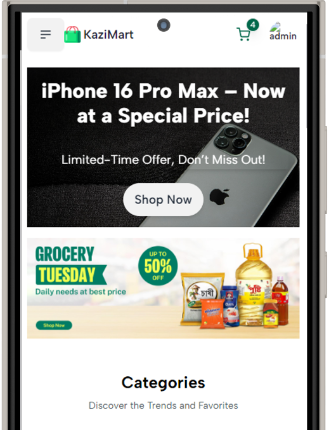 KaziMart
4
admin
iPhone 16 Pro Max – Now
at a Special Price!
Limited-Time Offer, Don't Miss Out!
Shop Now
GROCERY
TUESDAY
Daily needs at best price
Shop Now
UP TO
50%
OFF
চাষী
পুষ্টি
Categories
Discover the Trends and Favorites